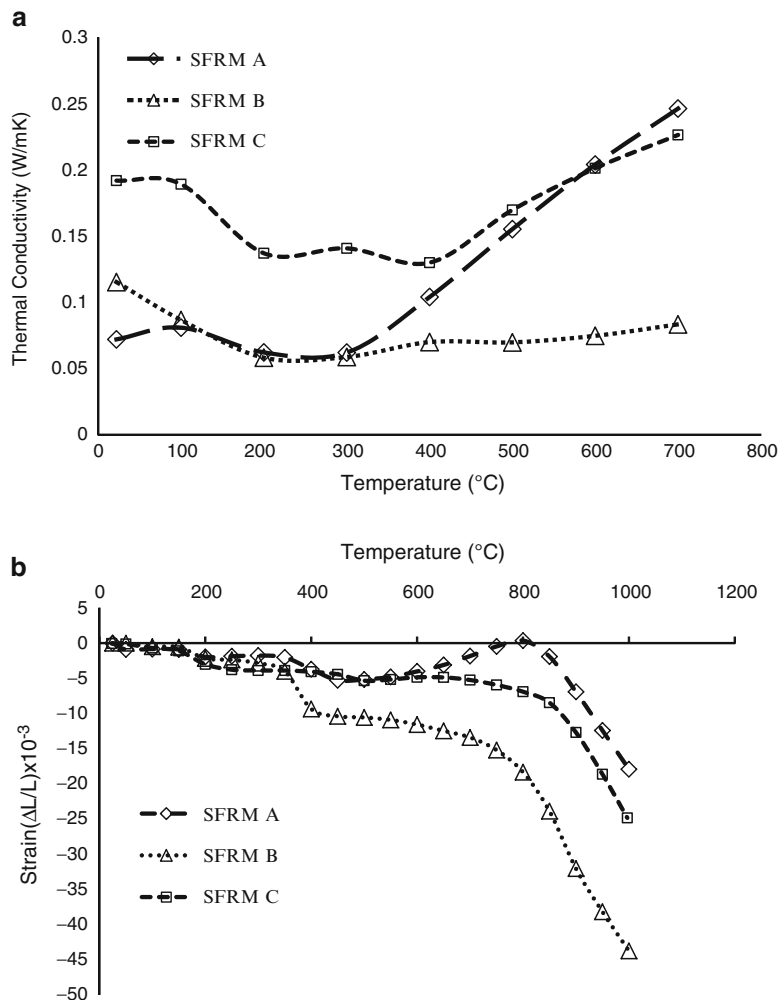 a
0.3
0.25
0.2
0.15
0.1
0.05
0
Thermal Conductivity (W/mK)
SFRM A
SFRM B
SFRM C
0 100 200 300 400 500 600 700 800
Temperature (°C)
b
Temperature (°C)
0 200 400 600 800 1000 1200
5
0
−5
−10
−15
−20
−25
−30
−35
−40
−45
−50
Strain(ΔL/L)x10-3
SFRM A
SFRM B
SFRM C